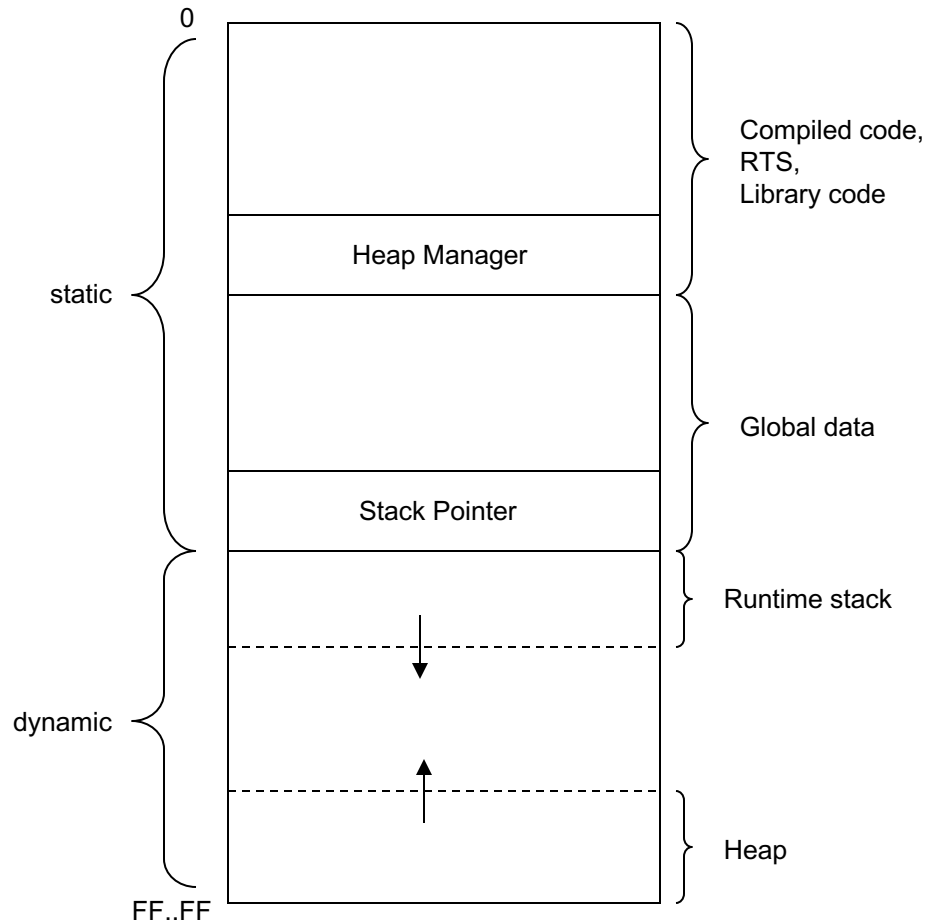 0
Compiled code,
RTS,
Library code
Heap Manager
static
Global data
Stack Pointer
Runtime stack
dynamic
Heap
FF..FF